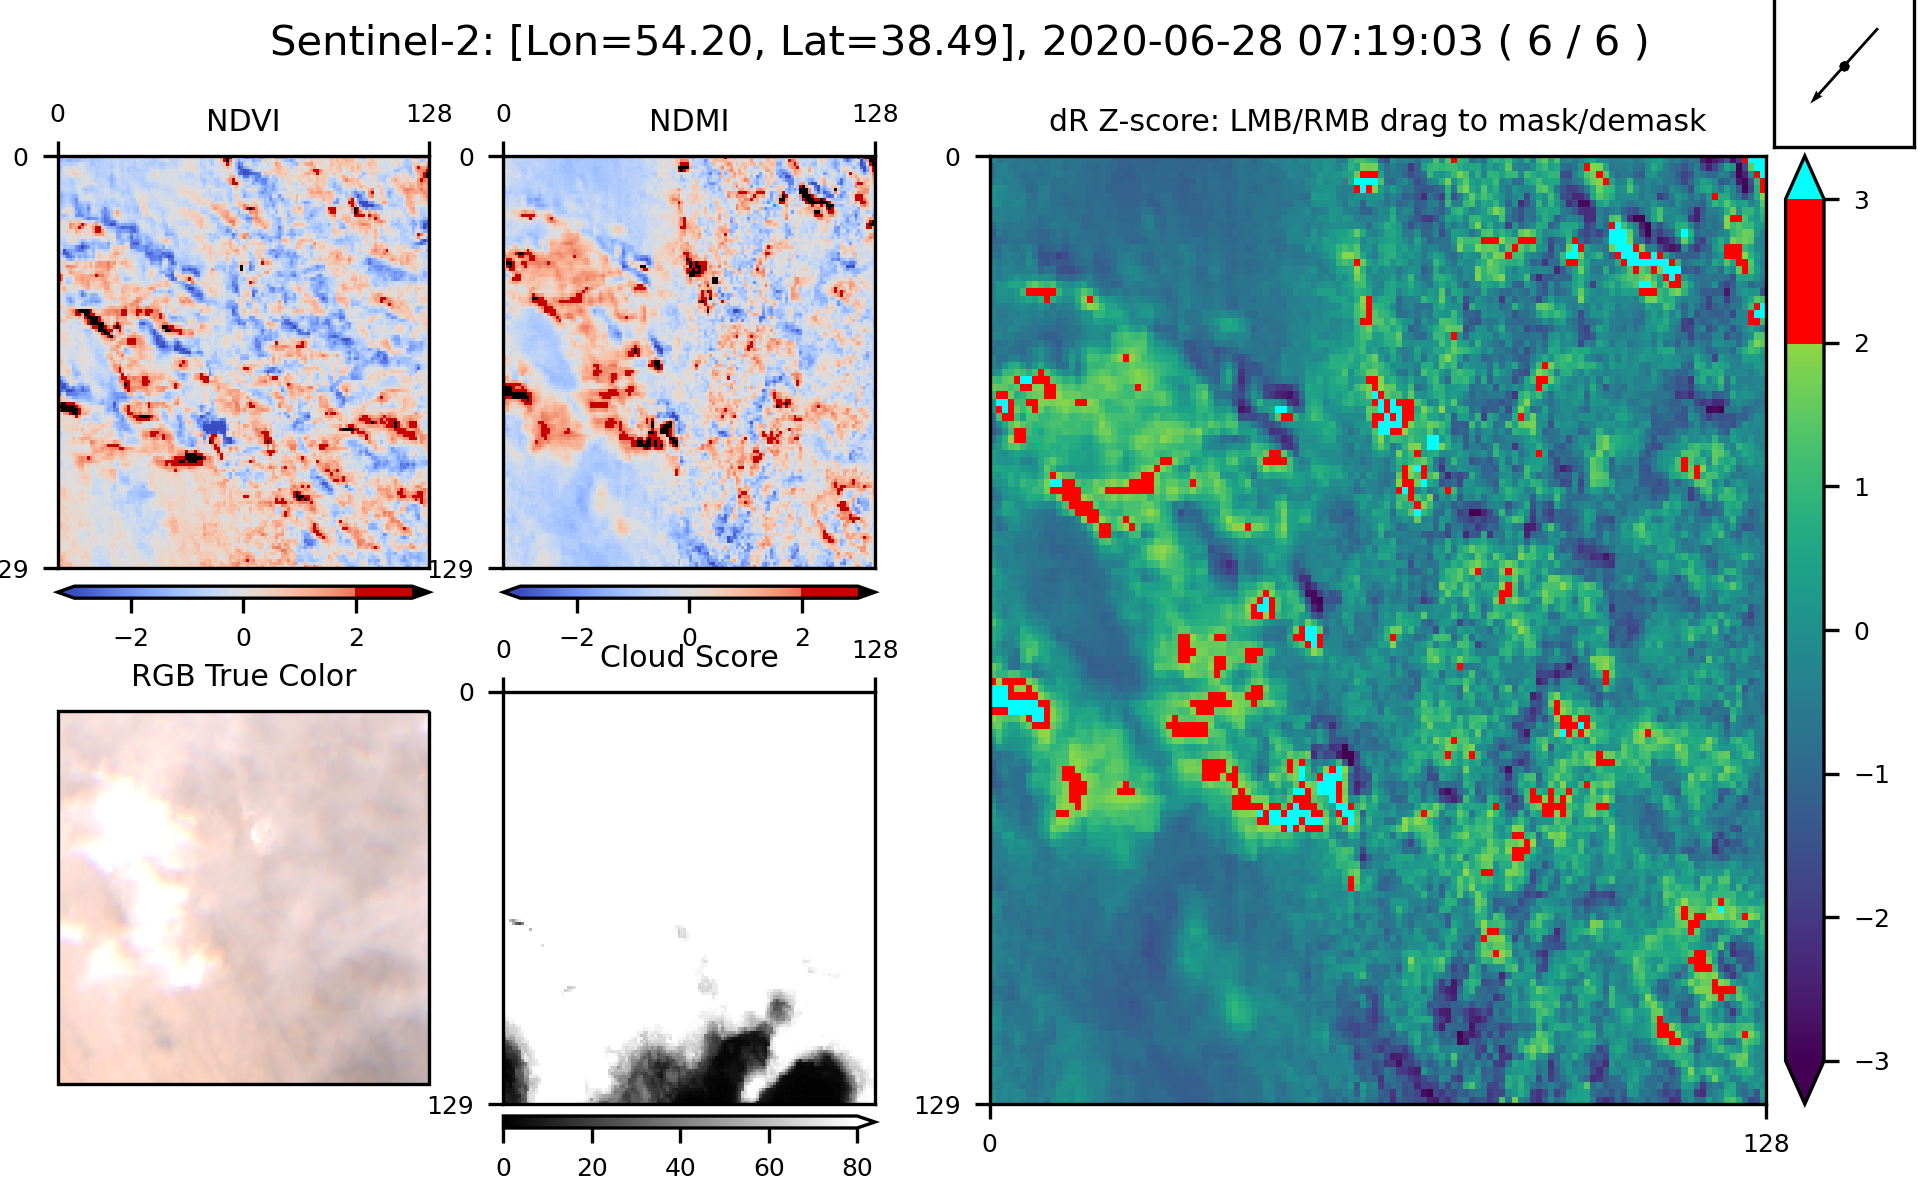 Sentinel-2: [Lon=54.20, Lat=38.49], 2020-06-28 07:19:03 ( 6 / 6 )
NDVI
0 128
0
29
−2 0 2
NDMI
0 128
0
129
−2 0 2
dR Z-score: LMB/RMB drag to mask/demask
0
129
0 128
3
2
1
0
−1
−2
−3
RGB True Color
Cloud Score
0 128
0
129
0 20 40 60 80